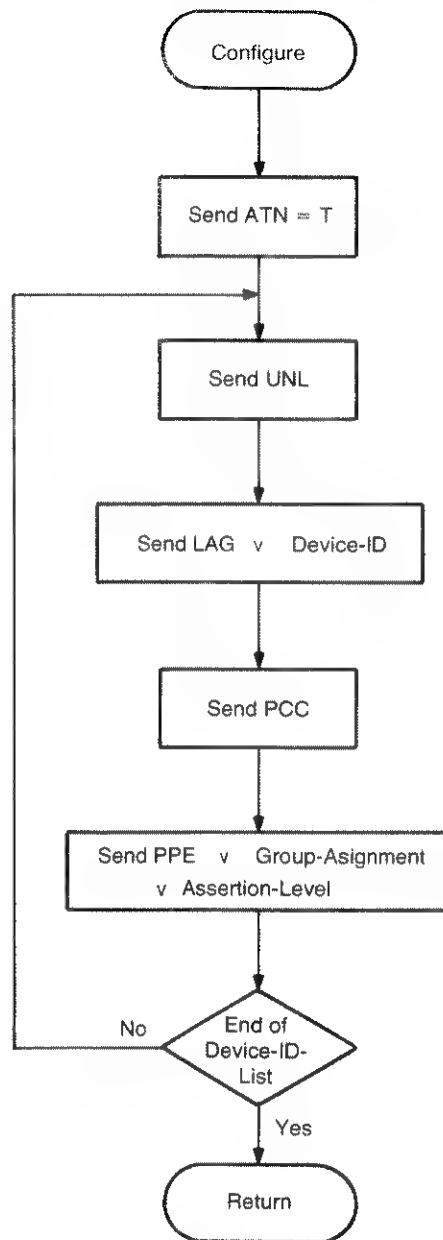 Configure
Send ATN = T
Send UNL
Send LAG v Device-ID
Send PCC
Send PPE v Group-Asignment
v Assertion-Level
End of
Device-ID-
List
No
Yes
Return